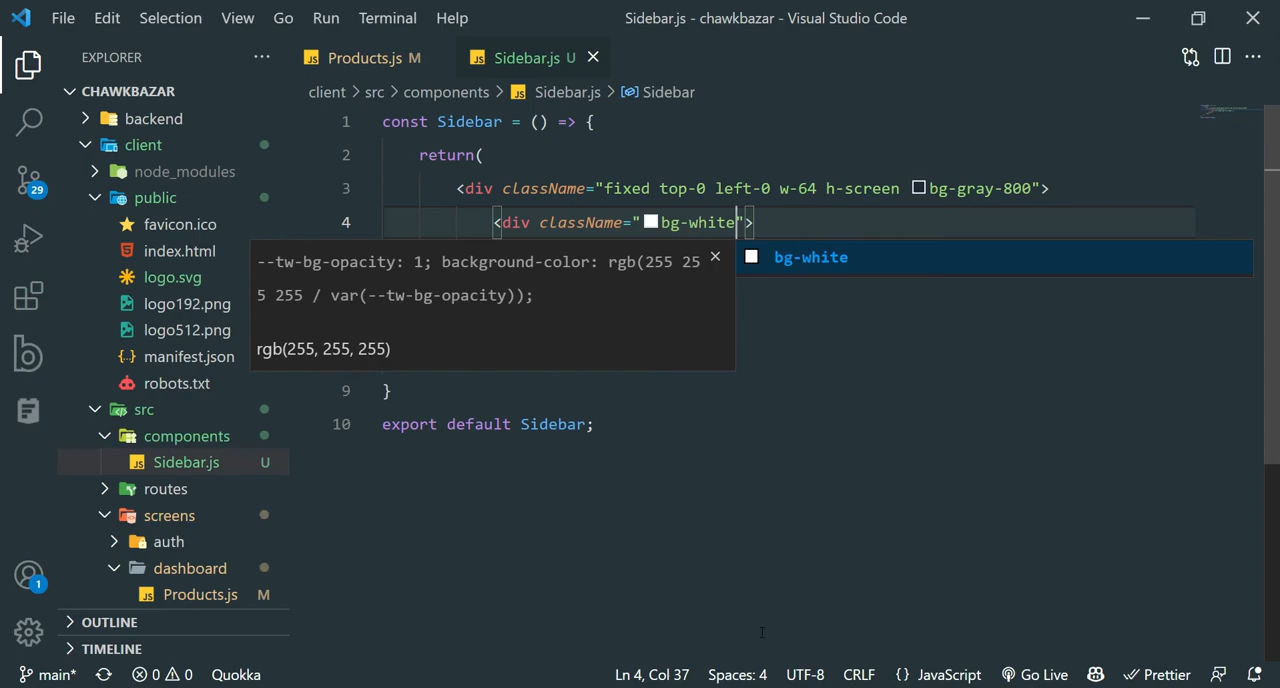 File Edit Selection View Go Run Terminal Help Sidebar.js - chawkbazar - Visual Studio Code
EXPLORER ···
CHAWKBAZAR
backend
client
node_modules
public
favicon.ico
index.html
logo.svg
logo192.png
logo512.png
manifest.json
robots.txt
src
components
Sidebar.js U
routes
screens
auth
dashboard
Products.js M
OUTLINE
TIMELINE
29
1
Products.js M Sidebar.js U
client > src > components > Sidebar.js > Sidebar
1 const Sidebar = () => {
2 return(
3 <div className="fixed top-0 left-0 w-64 h-screen bg-gray-800">
4 <div className="bg-white">
--tw-bg-opacity: 1; background-color: rgb(255 25
5 255 / var(--tw-bg-opacity));
rgb(255, 255, 255)
bg-white
9 }
10 export default Sidebar;
main* 0 0 Quokka Ln 4, Col 37 Spaces: 4 UTF-8 CRLF {} JavaScript Go Live Prettier